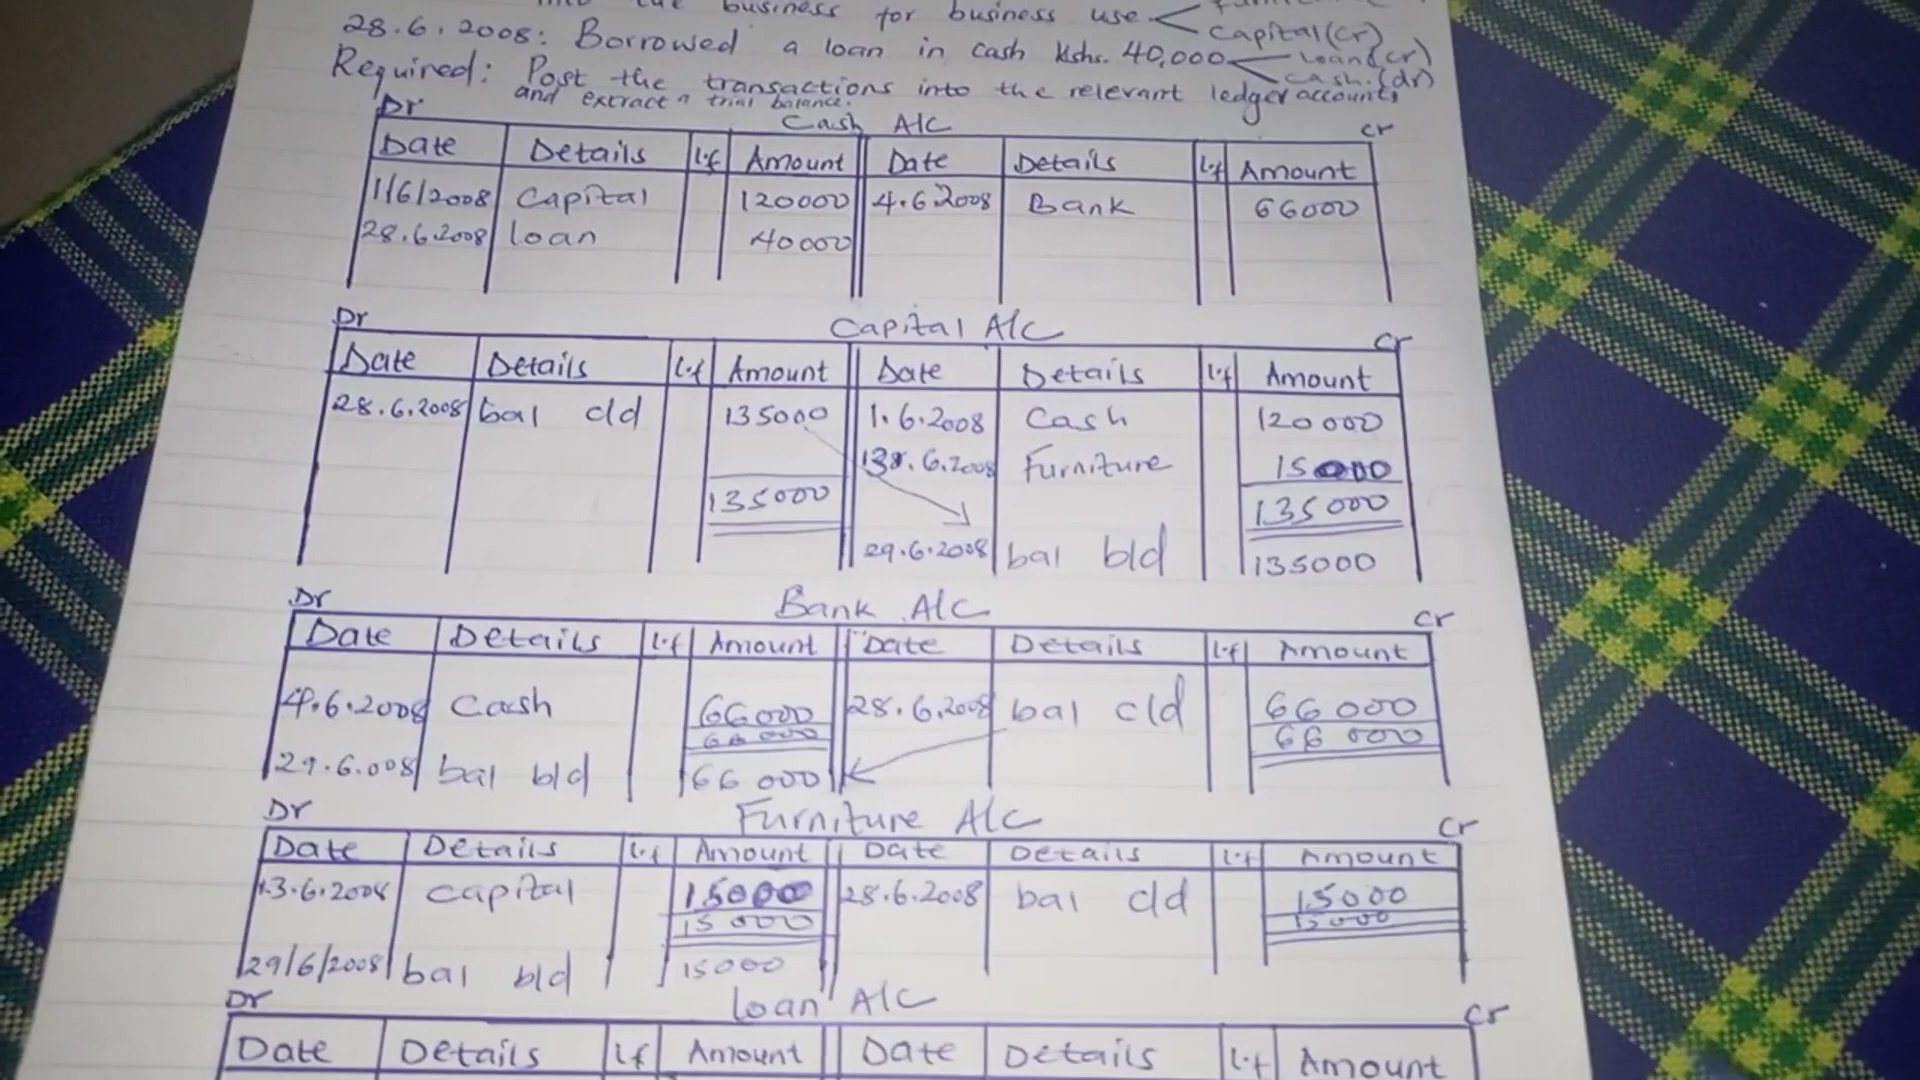 the business for business use
Capital(Cr)
28.6.2008: Borrowed a loan in cash kshs. 40,000 Loan(cr)
cash.(dr)
Required: Post the transactions into the relevant ledger accounts
and extract a trial balance.
Dr Cash A/C cr
Date Details l.f Amount Date Details l.f Amount
1/6/2008 Capital 120000 4.6.2008 Bank 66000
28.6.2008 loan 40000
Dr Capital A/C Cr
Date Details l.f Amount Date Details l.f Amount
28.6.2008 bal c/d 135000 1.6.2008 Cash 120000
6.2008 Furniture 15000
135000 135000
29.6.2008 bal b/d 135000
Dr Bank A/C cr
Date Details l.f Amount Date Details l.f Amount
4.6.2008 Cash 66000 28.6.2008 bal c/d 66000
66000 66000
29.6.008 bal b/d 66000
Dr Furniture A/C Cr
Date Details l.f Amount Date Details l.f Amount
13.6.2008 Capital 15000 28.6.2008 bal c/d 15000
15000 15000
29/6/2008 bal b/d 15000
Dr loan A/C Cr
Date Details l.f Amount Date Details l.f Amount